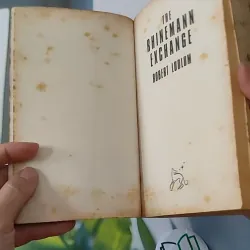 THE
RHINEMANN
EXCHANGE
ROBERT LUDLUM